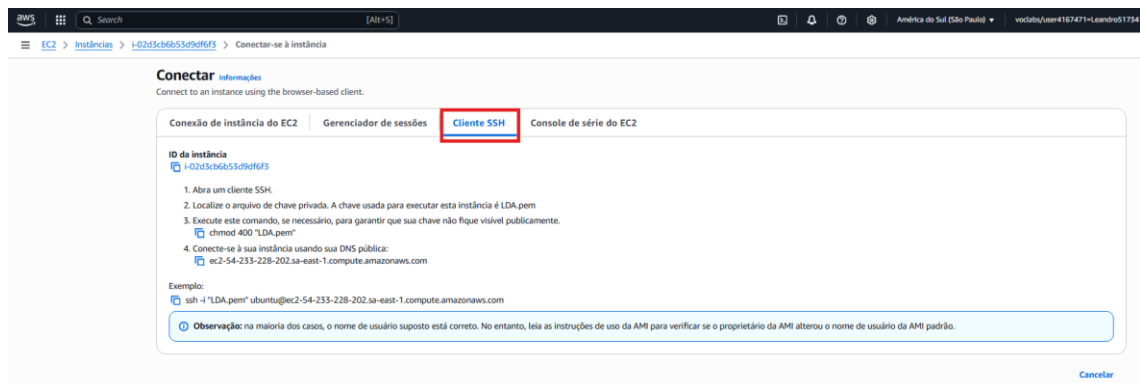 aws
Search [Alt+S] América do Sul (São Paulo) voclabs/user4167471=Leandro51734
EC2 > Instâncias > i-02d3cb6b53d9df6f3 > Conectar-se à instância
Conectar Informações
Connect to an instance using the browser-based client.
Conexão de instância do EC2 Gerenciador de sessões Cliente SSH Console de série do EC2
ID da instância
i-02d3cb6b53d9df6f3
1. Abra um cliente SSH.
2. Localize o arquivo de chave privada. A chave usada para executar esta instância é LDA.pem
3. Execute este comando, se necessário, para garantir que sua chave não fique visível publicamente.
chmod 400 "LDA.pem"
4. Conecte-se à sua instância usando sua DNS pública:
ec2-54-233-228-202.sa-east-1.compute.amazonaws.com
Exemplo:
ssh -i "LDA.pem" ubuntu@ec2-54-233-228-202.sa-east-1.compute.amazonaws.com
Observação: na maioria dos casos, o nome de usuário suposto está correto. No entanto, leia as instruções de uso da AMI para verificar se o proprietário da AMI alterou o nome de usuário da AMI padrão.
Cancelar